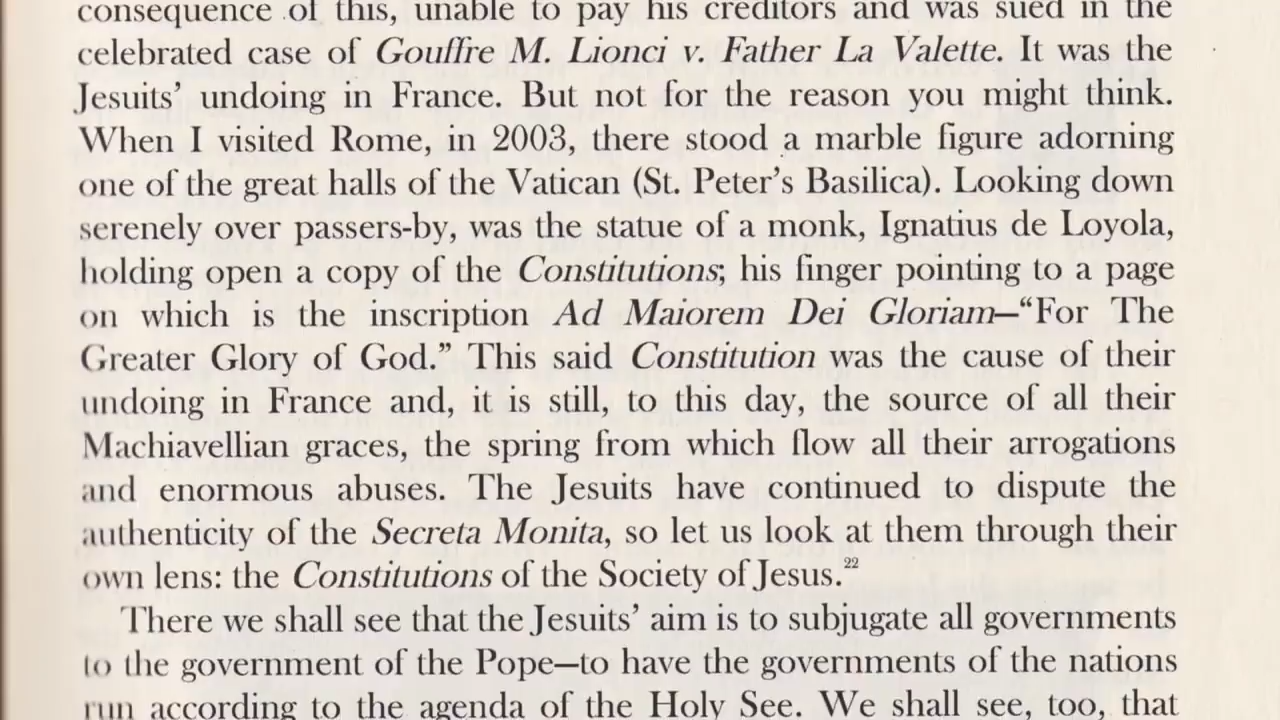 consequence of this, unable to pay his creditors and was sued in the
celebrated case of Gouffre M. Lionci v. Father La Valette. It was the
Jesuits’ undoing in France. But not for the reason you might think.
When I visited Rome, in 2003, there stood a marble figure adorning
one of the great halls of the Vatican (St. Peter’s Basilica). Looking down
serenely over passers-by, was the statue of a monk, Ignatius de Loyola,
holding open a copy of the Constitutions; his finger pointing to a page
on which is the inscription Ad Maiorem Dei Gloriam—“For The
Greater Glory of God.” This said Constitution was the cause of their
undoing in France and, it is still, to this day, the source of all their
Machiavellian graces, the spring from which flow all their arrogations
and enormous abuses. The Jesuits have continued to dispute the
authenticity of the Secreta Monita, so let us look at them through their
own lens: the Constitutions of the Society of Jesus.22
There we shall see that the Jesuits’ aim is to subjugate all governments
to the government of the Pope—to have the governments of the nations
run according to the agenda of the Holy See. We shall see, too, that